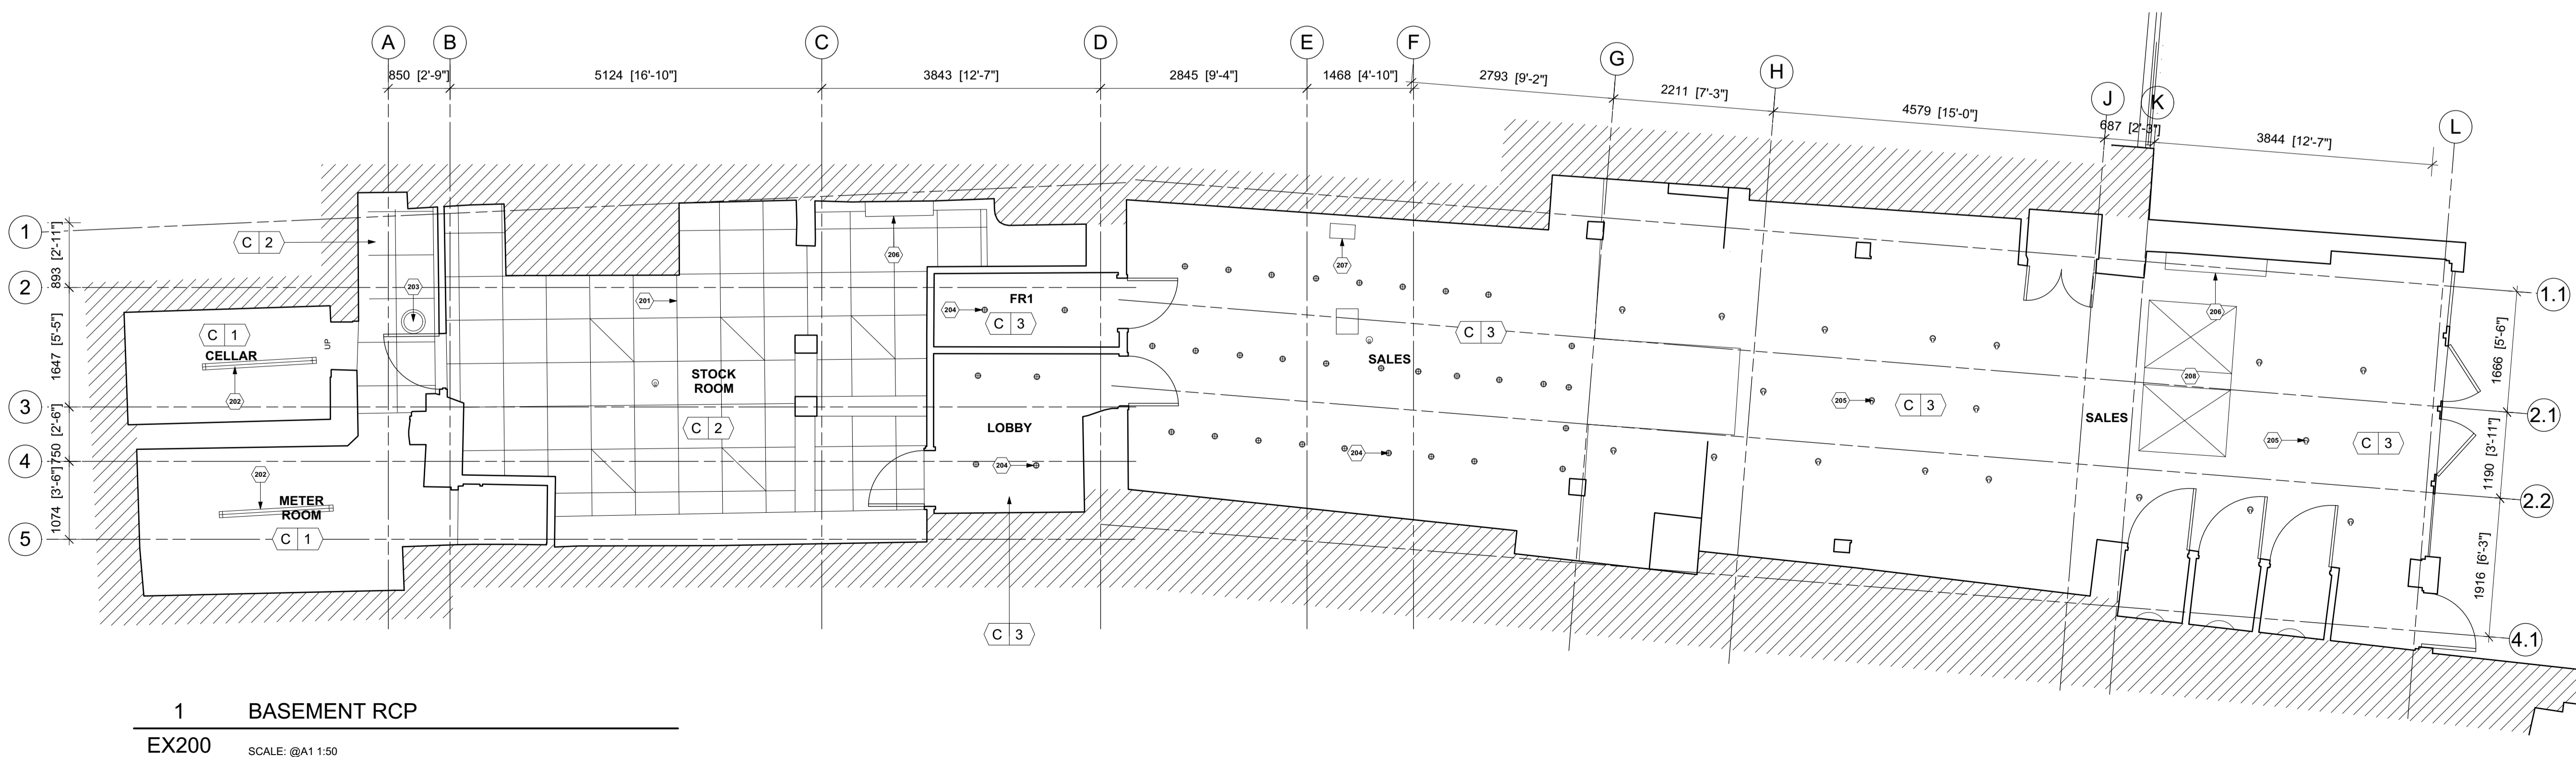 A
B
C
D
E
F
G
H
J
K
L
850 [2'-9"]
5124 [16'-10"]
3843 [12'-7"]
2845 [9'-4"]
1468 [4'-10"]
2793 [9'-2"]
2211 [7'-3"]
4579 [15'-0"]
687 [2'-3"]
3844 [12'-7"]
1
2
3
4
5
893 [2'-11"]
1647 [5'-5"]
750 [2'-6"]
1074 [3'-6"]
1.1
2.1
2.2
4.1
1666 [5'-6"]
1190 [3'-11"]
1916 [6'-3"]
C 2
203
C 1
CELLAR
UP
202
202
METER
ROOM
C 1
201
STOCK
ROOM
C 2
206
204
FR1
C 3
LOBBY
204
C 3
207
C 3
SALES
204
205
C 3
SALES
206
208
205
C 3
1 BASEMENT RCP
EX200 SCALE: @A1 1:50